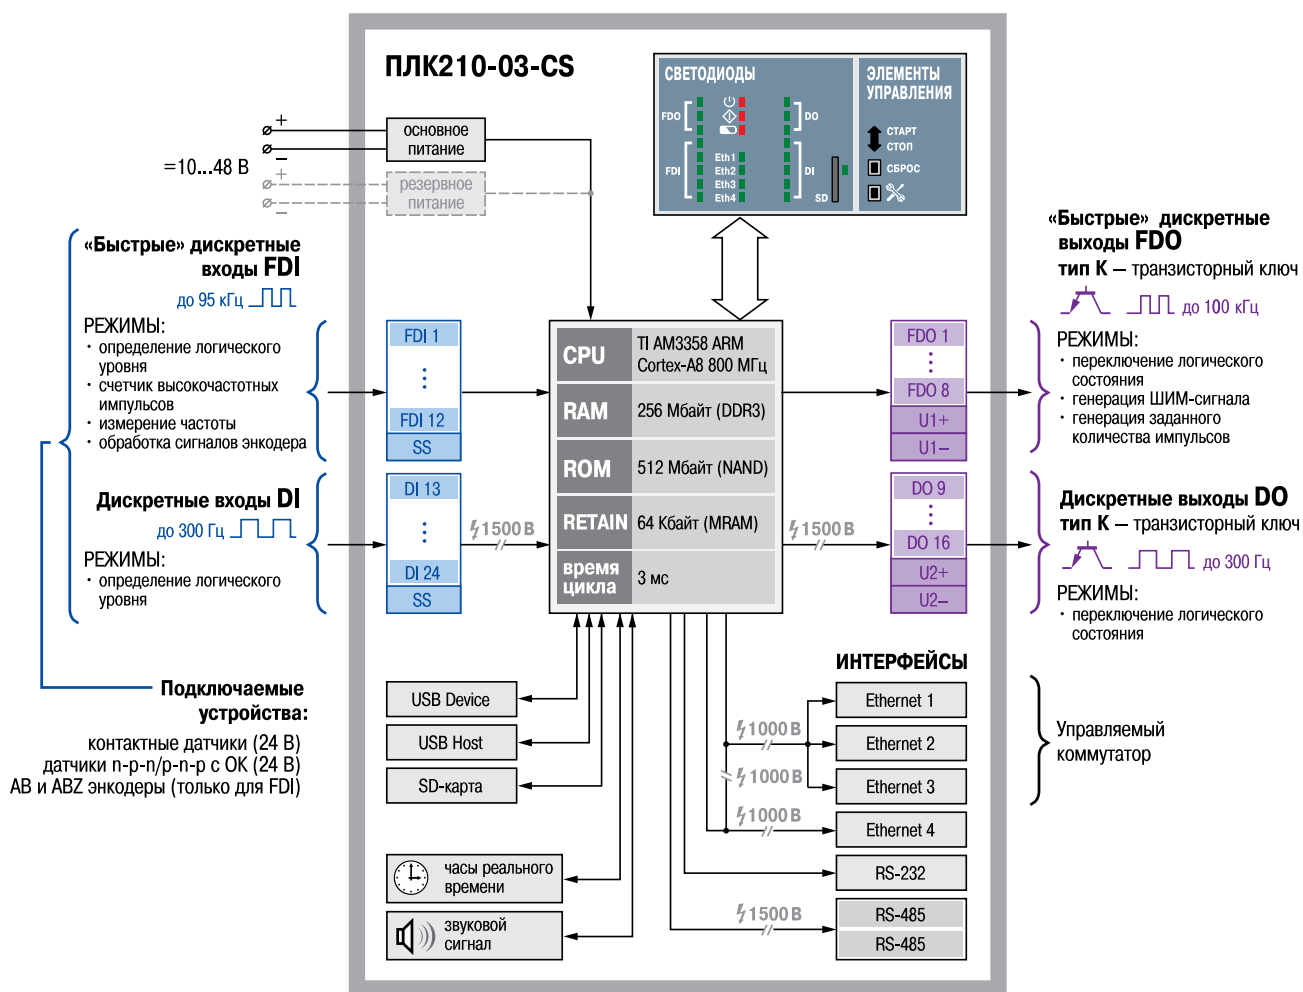 ПЛК210-03-CS
СВЕТОДИОДЫ
FDO
DO
FDI
Eth1
Eth2
Eth3
Eth4
DI
SD
ЭЛЕМЕНТЫ
УПРАВЛЕНИЯ
СТАРТ
СТОП
СБРОС
+
−
=10...48 В
+
−
основное
питание
резервное
питание
«Быстрые» дискретные
входы FDI
до 95 кГц
РЕЖИМЫ:
· определение логического
уровня
· счетчик высокочастотных
импульсов
· измерение частоты
· обработка сигналов энкодера
Дискретные входы DI
до 300 Гц
РЕЖИМЫ:
· определение логического
уровня
Подключаемые
устройства:
контактные датчики (24 В)
датчики n-p-n/p-n-p с ОК (24 В)
АВ и ABZ энкодеры (только для FDI)
FDI 1
⋮
FDI 12
SS
DI 13
⋮
DI 24
SS
1500 В
CPU
TI AM3358 ARM
Cortex-A8 800 МГц
RAM
256 Мбайт (DDR3)
ROM
512 Мбайт (NAND)
RETAIN
64 Кбайт (MRAM)
время
цикла
3 мс
1500 В
FDO 1
⋮
FDO 8
U1+
U1−
DO 9
⋮
DO 16
U2+
U2−
«Быстрые» дискретные
выходы FDO
тип К – транзисторный ключ
до 100 кГц
РЕЖИМЫ:
· переключение логического
состояния
· генерация ШИМ-сигнала
· генерация заданного
количества импульсов
Дискретные выходы DO
тип К – транзисторный ключ
до 300 Гц
РЕЖИМЫ:
· переключение логического
состояния
USB Device
USB Host
SD-карта
часы реального
времени
звуковой
сигнал
ИНТЕРФЕЙСЫ
Ethernet 1
1000 В
Ethernet 2
1000 В
Ethernet 3
1000 В
Ethernet 4
RS-232
1500 В
RS-485
RS-485
Управляемый
коммутатор